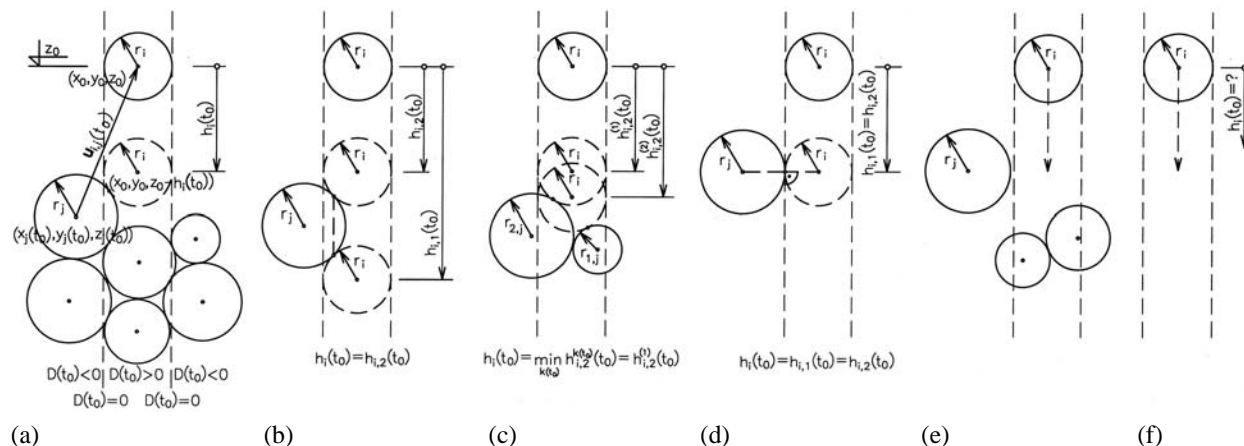 z₀
rᵢ
(x₀,y₀,z₀)
uᵢ,ⱼ(t₀)
hᵢ(t₀)
rᵢ
(x₀,y₀,z₀-hᵢ(t₀))
rⱼ
(xⱼ(t₀),yⱼ(t₀),zⱼ(t₀))
D(t₀)<0 D(t₀)>0 D(t₀)<0
D(t₀)=0 D(t₀)=0
(a)
rᵢ
hᵢ,₂(t₀)
rᵢ
rⱼ
hᵢ,₁(t₀)
rᵢ
hᵢ(t₀)=hᵢ,₂(t₀)
(b)
rᵢ
h⁽¹⁾ᵢ,₂(t₀)
h⁽²⁾ᵢ,₂(t₀)
rᵢ
rᵢ
r₂,ⱼ
r₁,ⱼ
hᵢ(t₀)=min hᵢ,₂ᵏ⁽ᵗ⁰⁾(t₀)=hᵢ,₂⁽¹⁾(t₀)
k(t₀)
(c)
rᵢ
hᵢ,₁(t₀)=hᵢ,₂(t₀)
rⱼ
rᵢ
hᵢ(t₀)=hᵢ,₁(t₀)=hᵢ,₂(t₀)
(d)
rᵢ
rⱼ
(e)
rᵢ
hᵢ(t₀)=?
(f)